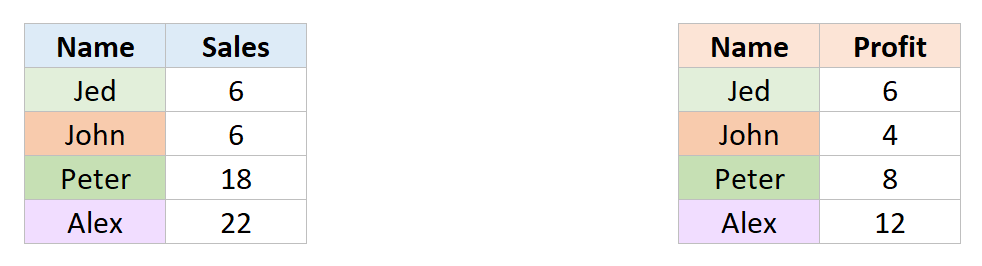 Name Sales
Jed 6
John 6
Peter 18
Alex 22
Name Profit
Jed 6
John 4
Peter 8
Alex 12